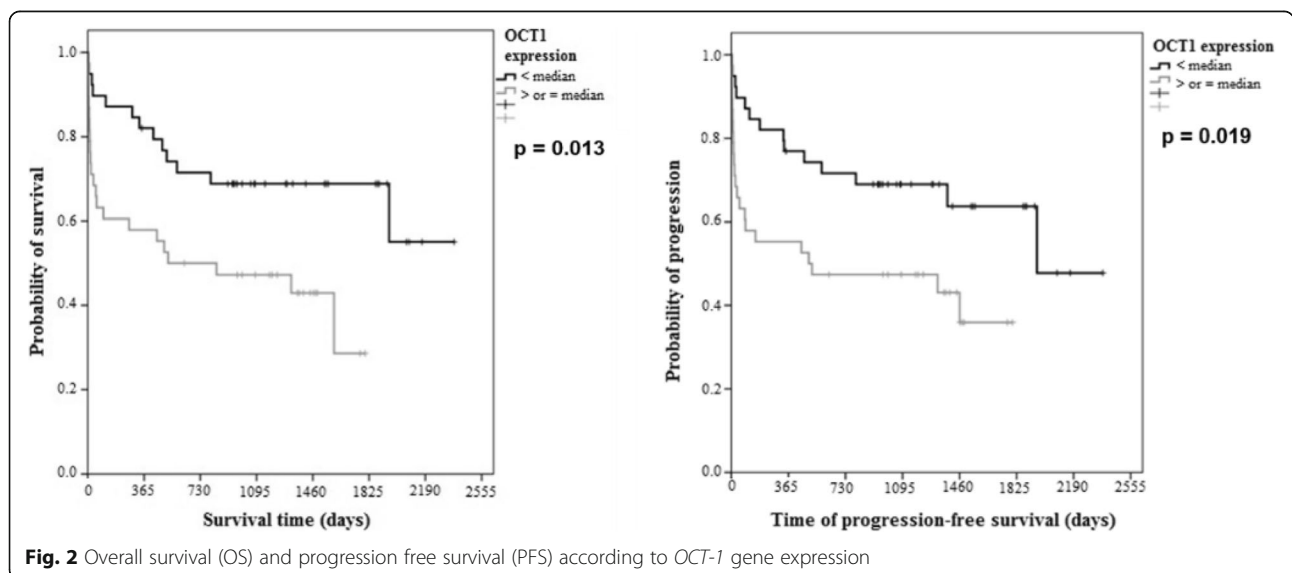 OCT1
expression
< median
> or = median
p = 0.013
Probability of survival
1.0
0.8
0.6
0.4
0.2
0.0
0 365 730 1095 1460 1825 2190 2555
Survival time (days)
OCT1 expression
< median
> or = median
p = 0.019
Probability of progression
1.0
0.8
0.6
0.4
0.2
0.0
0 365 730 1095 1460 1825 2190 2555
Time of progression-free survival (days)
Fig. 2 Overall survival (OS) and progression free survival (PFS) according to OCT-1 gene expression